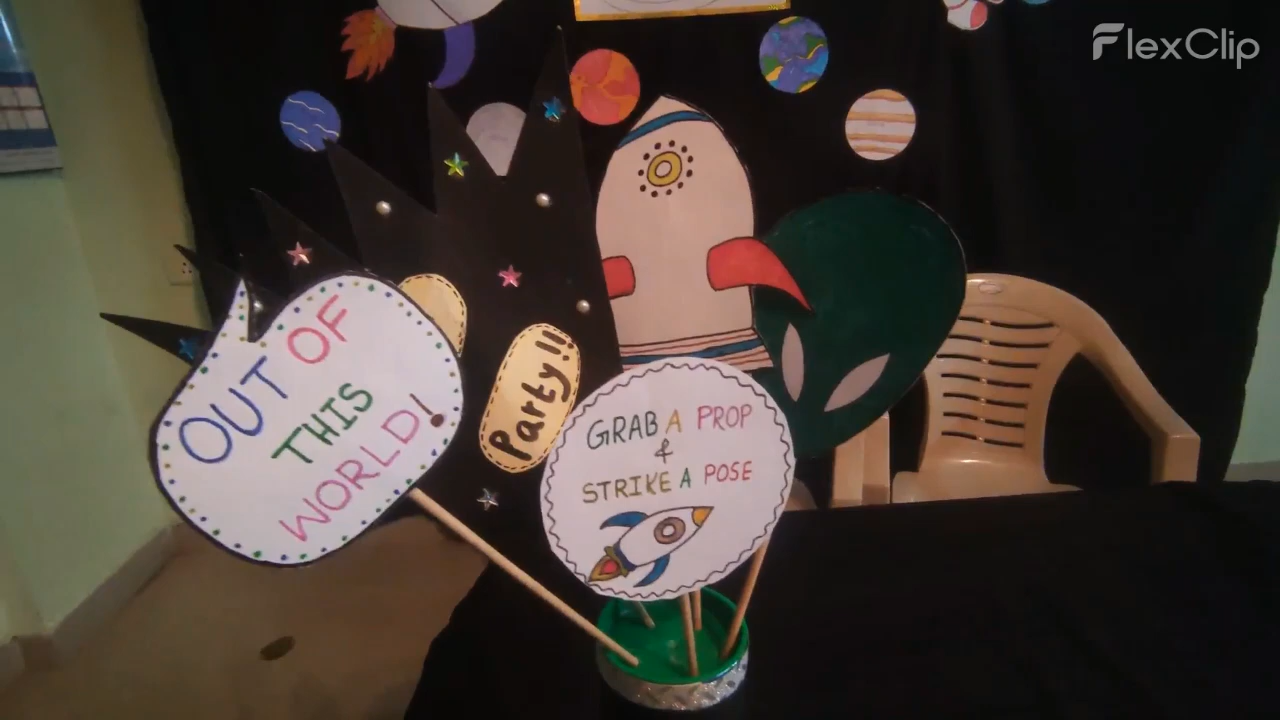 FlexClip
OUT OF
THIS
WORLD!
Party!!!
GRAB A PROP
&
STRIKE A POSE